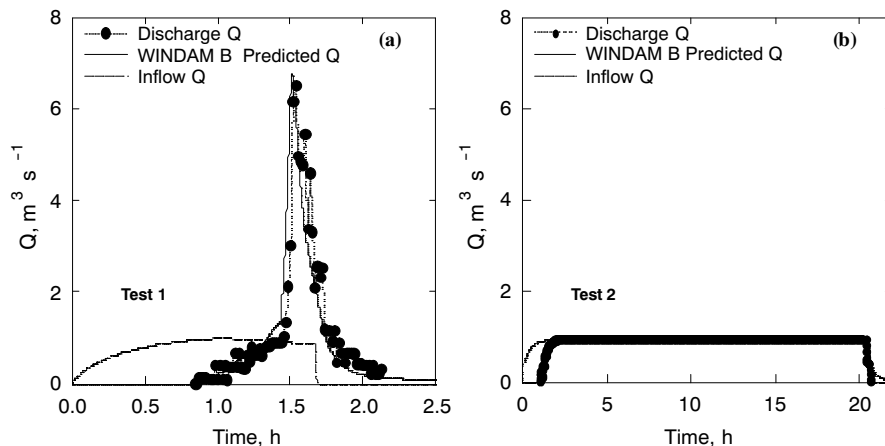 Discharge Q
WINDAM B Predicted Q
Inflow Q
(a)
8
6
4
2
0
Q, m³ s⁻¹
Test 1
0.0 0.5 1.0 1.5 2.0 2.5
Time, h
Discharge Q
WINDAM B Predicted Q
Inflow Q
(b)
8
6
4
2
0
Q, m³ s⁻¹
Test 2
0 5 10 15 20
Time, h